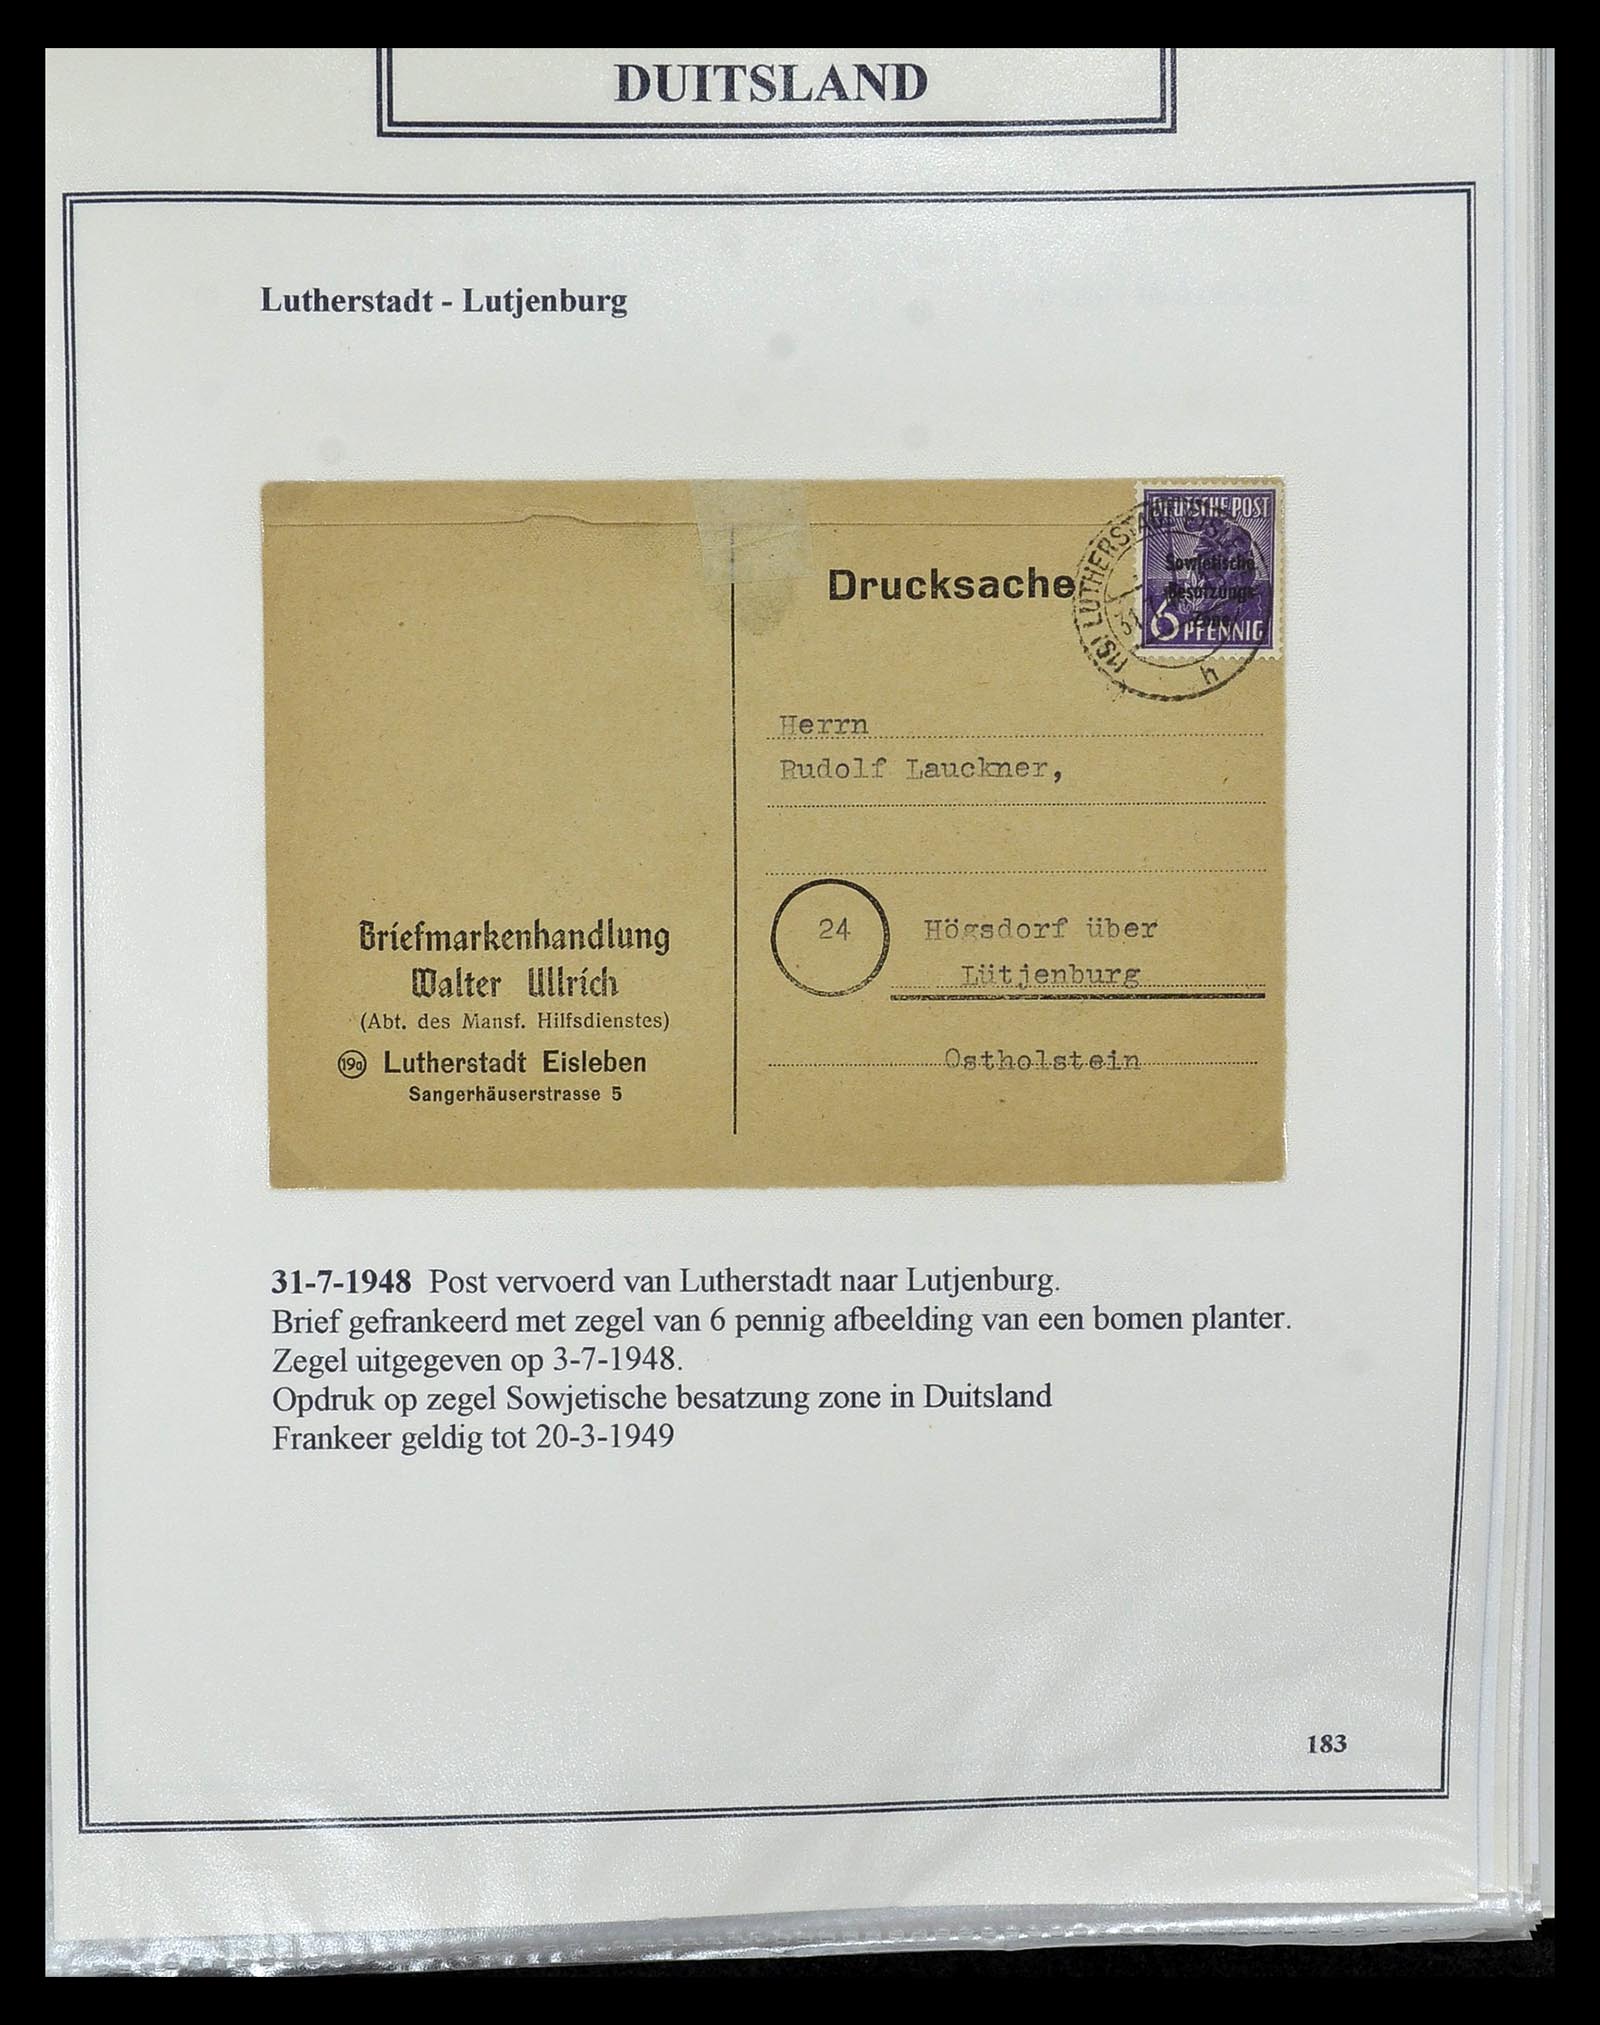 DUITSLAND
Lutherstadt - Lutjenburg
Drucksache
DEUTSCHE POST
Sowjetische
Besatzungs-
Zone
6 PFENNIG
LUTHERSTADT
31
h
Herrn
Rudolf Lauckner,
24 Högsdorf über
Lütjenburg
Ostholstein
Briefmarkenhandlung
Walter Ullrich
(Abt. des Mansf. Hilfsdienstes)
19a Lutherstadt Eisleben
Sangerhäuserstrasse 5
31-7-1948 Post vervoerd van Lutherstadt naar Lutjenburg.
Brief gefrankeerd met zegel van 6 pennig afbeelding van een bomen planter.
Zegel uitgegeven op 3-7-1948.
Opdruk op zegel Sowjetische besatzung zone in Duitsland
Frankeer geldig tot 20-3-1949
183